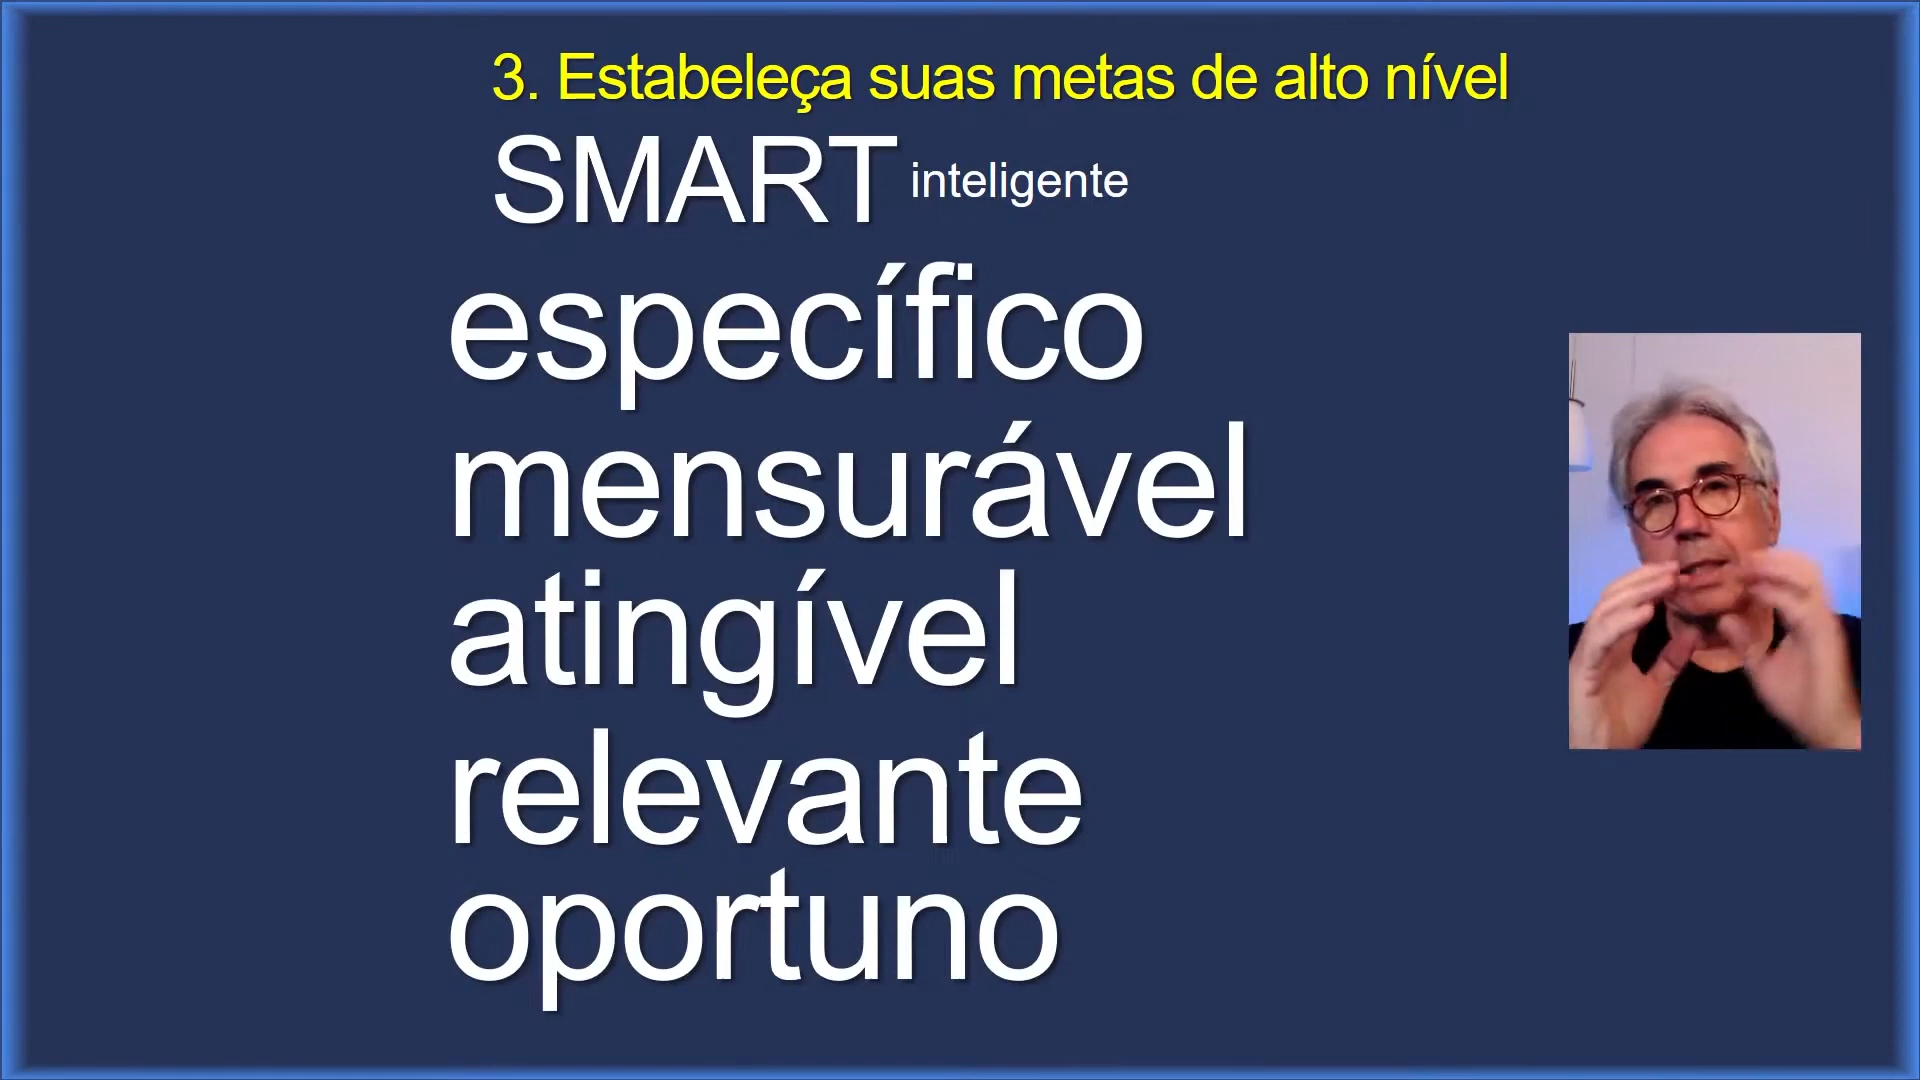 3. Estabeleça suas metas de alto nível
SMART inteligente
específico
mensurável
atingível
relevante
oportuno